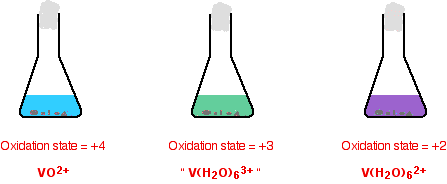 Oxidation state = +4 Oxidation state = +3 Oxidation state = +2
VO²⁺ " V(H₂O)₆³⁺ " V(H₂O)₆²⁺